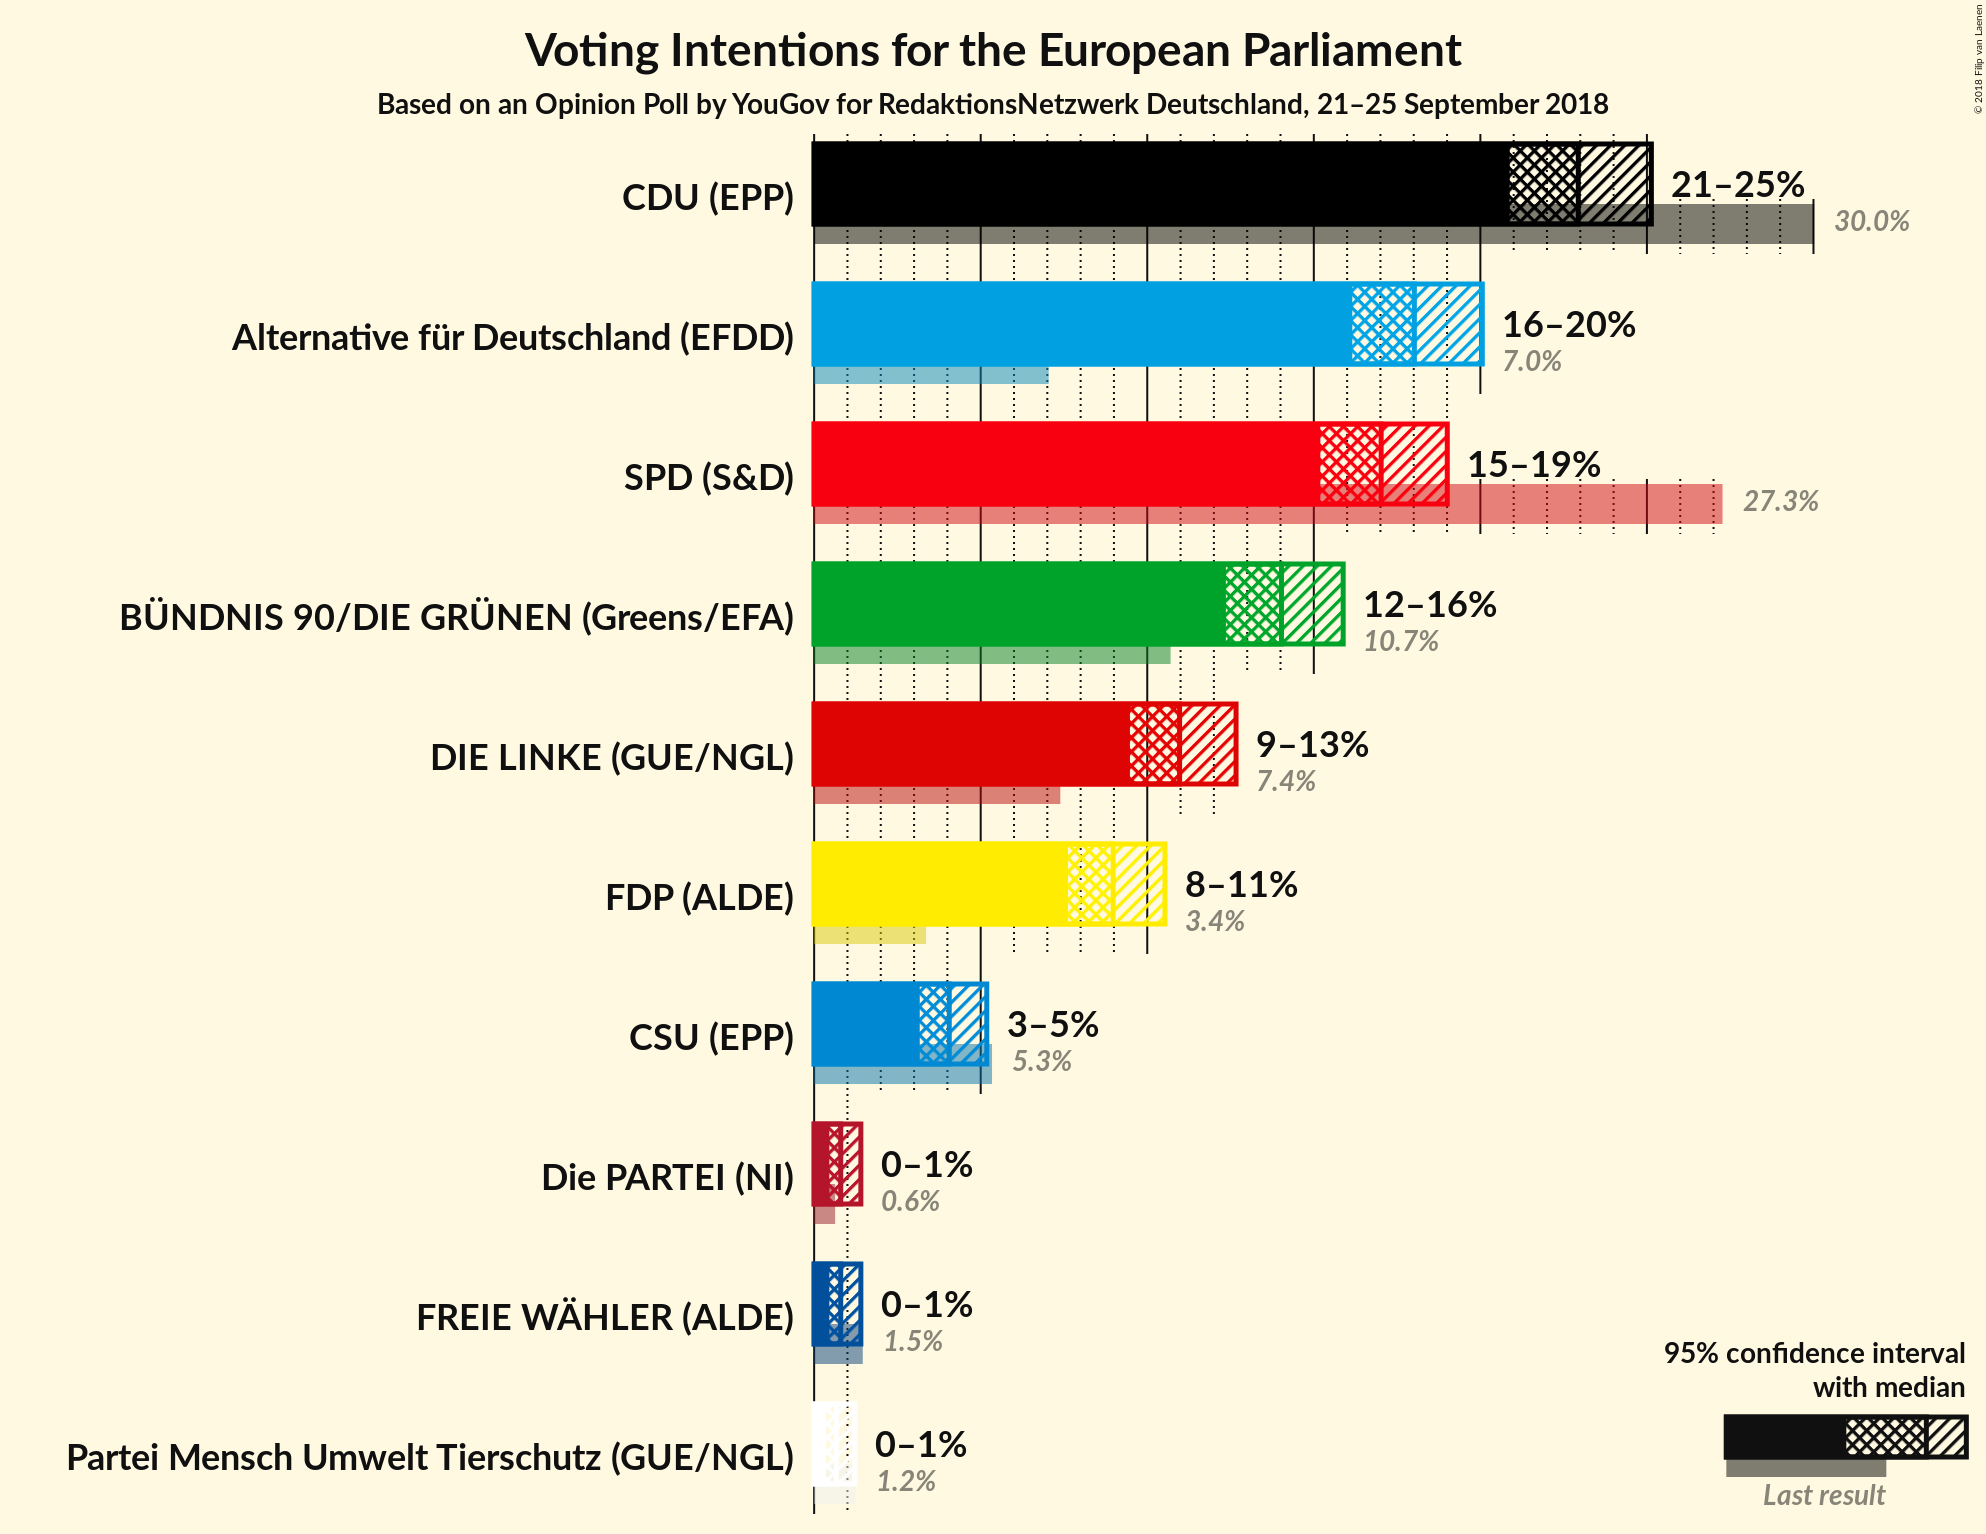 Voting Intentions for the European Parliament
Based on an Opinion Poll by YouGov for RedaktionsNetzwerk Deutschland, 21–25 September 2018
© 2018 Filip van Laenen
CDU (EPP)
21–25%
30.0%
Alternative für Deutschland (EFDD)
16–20%
7.0%
SPD (S&D)
15–19%
27.3%
BÜNDNIS 90/DIE GRÜNEN (Greens/EFA)
12–16%
10.7%
DIE LINKE (GUE/NGL)
9–13%
7.4%
FDP (ALDE)
8–11%
3.4%
CSU (EPP)
3–5%
5.3%
Die PARTEI (NI)
0–1%
0.6%
FREIE WÄHLER (ALDE)
0–1%
1.5%
Partei Mensch Umwelt Tierschutz (GUE/NGL)
0–1%
1.2%
95% confidence interval
with median
Last result